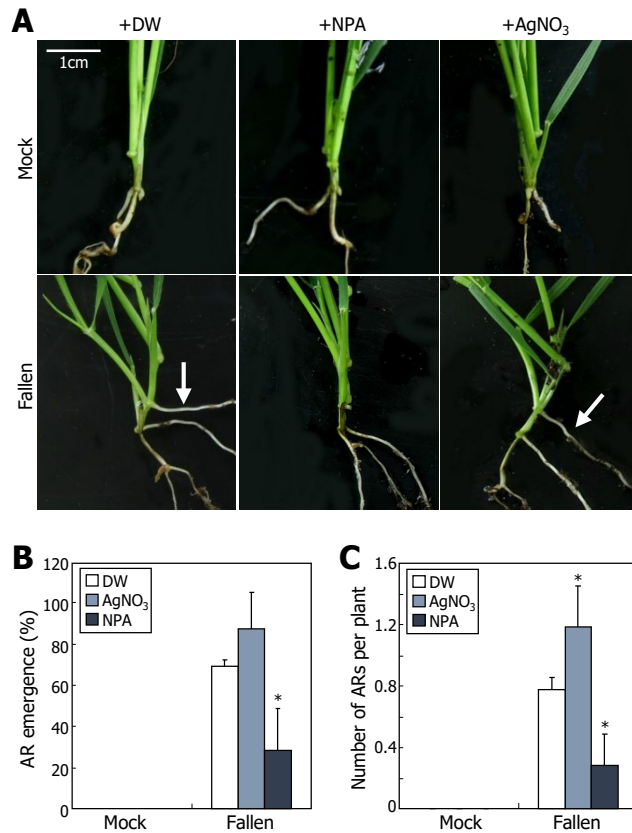 A
+DW
+NPA
+AgNO₃
1cm
Mock
Fallen
B
AR emergence (%)
120
100
80
60
40
20
0
DW
AgNO₃
NPA
*
Mock
Fallen
C
Number of ARs per plant
1.6
1.2
0.8
0.4
0
DW
AgNO₃
NPA
*
*
Mock
Fallen